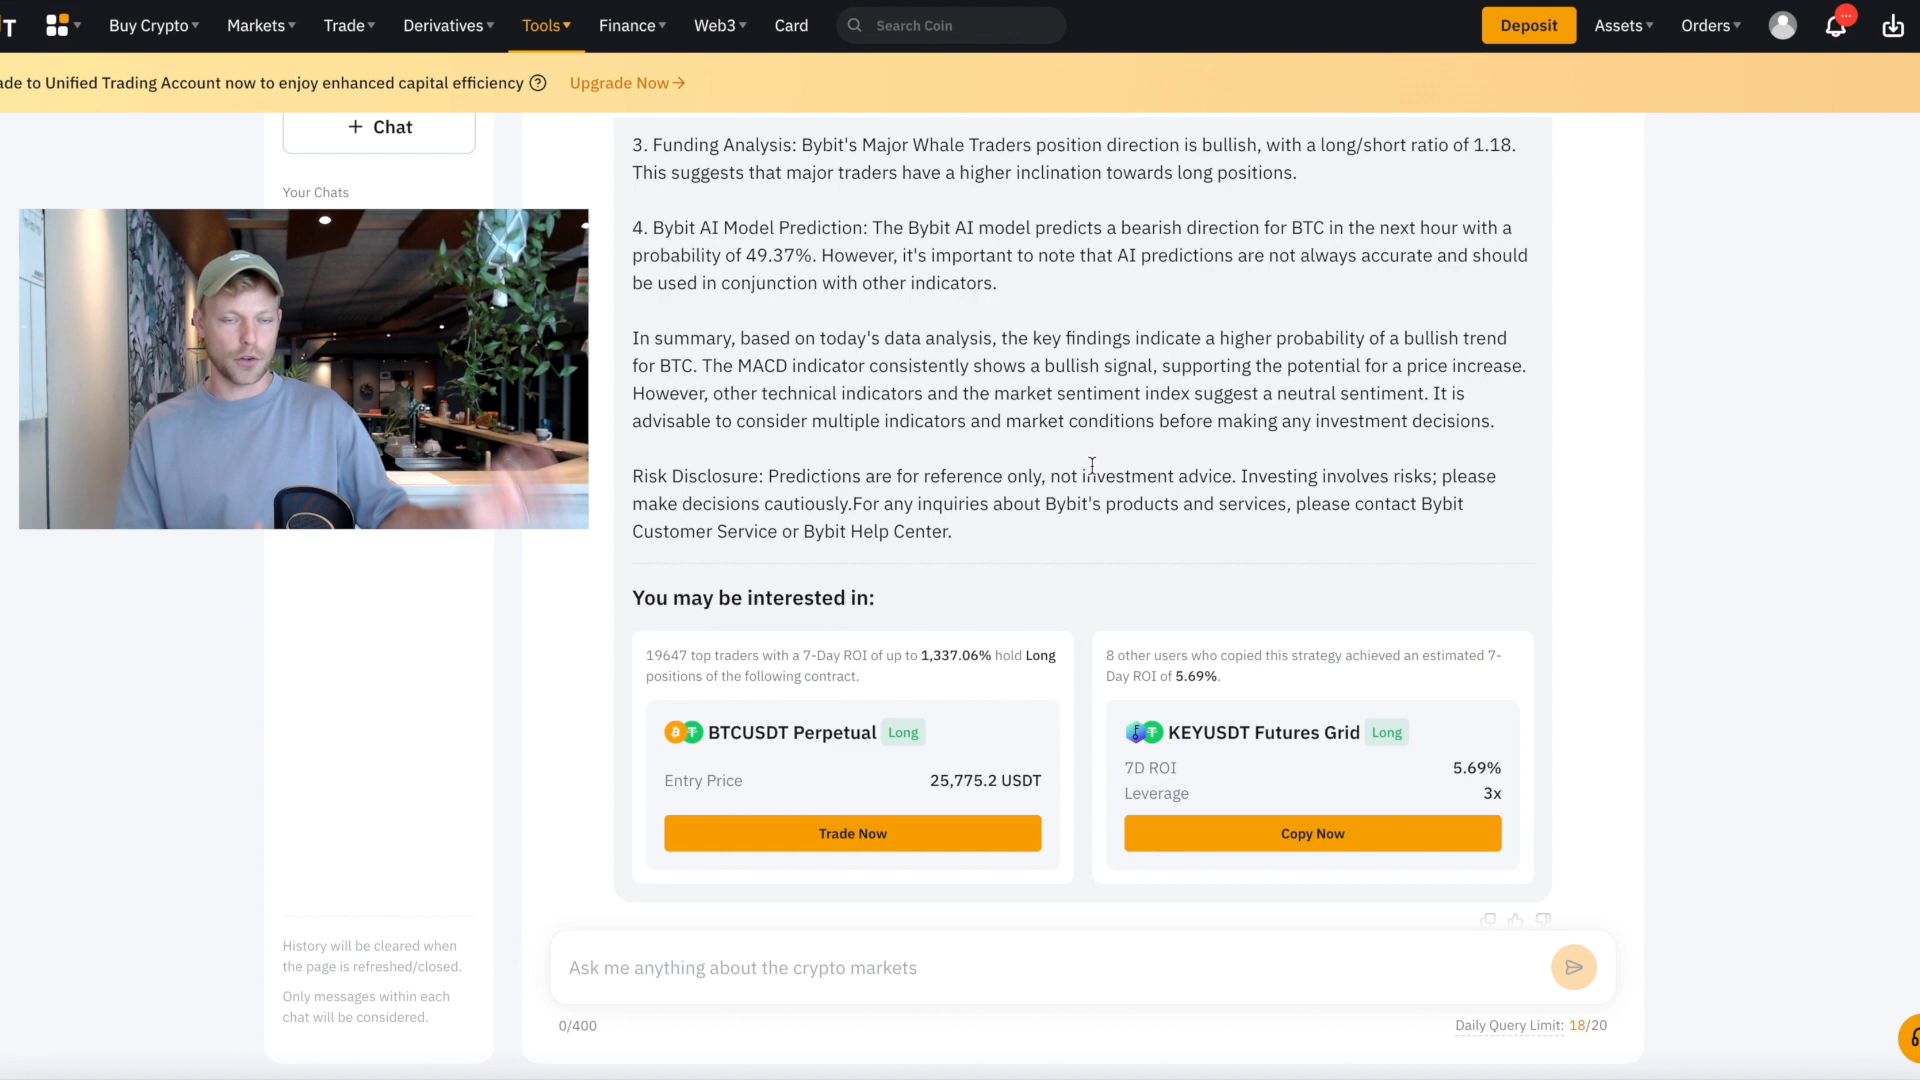 T
Buy Crypto Markets Trade Derivatives Tools Finance Web3 Card Search Coin Deposit Assets Orders
ade to Unified Trading Account now to enjoy enhanced capital efficiency ? Upgrade Now →
+ Chat
Your Chats
3. Funding Analysis: Bybit's Major Whale Traders position direction is bullish, with a long/short ratio of 1.18.
This suggests that major traders have a higher inclination towards long positions.
4. Bybit AI Model Prediction: The Bybit AI model predicts a bearish direction for BTC in the next hour with a
probability of 49.37%. However, it's important to note that AI predictions are not always accurate and should
be used in conjunction with other indicators.
In summary, based on today's data analysis, the key findings indicate a higher probability of a bullish trend
for BTC. The MACD indicator consistently shows a bullish signal, supporting the potential for a price increase.
However, other technical indicators and the market sentiment index suggest a neutral sentiment. It is
advisable to consider multiple indicators and market conditions before making any investment decisions.
Risk Disclosure: Predictions are for reference only, not investment advice. Investing involves risks; please
make decisions cautiously.For any inquiries about Bybit's products and services, please contact Bybit
Customer Service or Bybit Help Center.
You may be interested in:
19647 top traders with a 7-Day ROI of up to 1,337.06% hold Long
positions of the following contract.
BTCUSDT Perpetual Long
Entry Price 25,775.2 USDT
Trade Now
8 other users who copied this strategy achieved an estimated 7-
Day ROI of 5.69%.
KEYUSDT Futures Grid Long
7D ROI 5.69%
Leverage 3x
Copy Now
History will be cleared when
the page is refreshed/closed.
Only messages within each
chat will be considered.
Ask me anything about the crypto markets
0/400
Daily Query Limit: 18/20